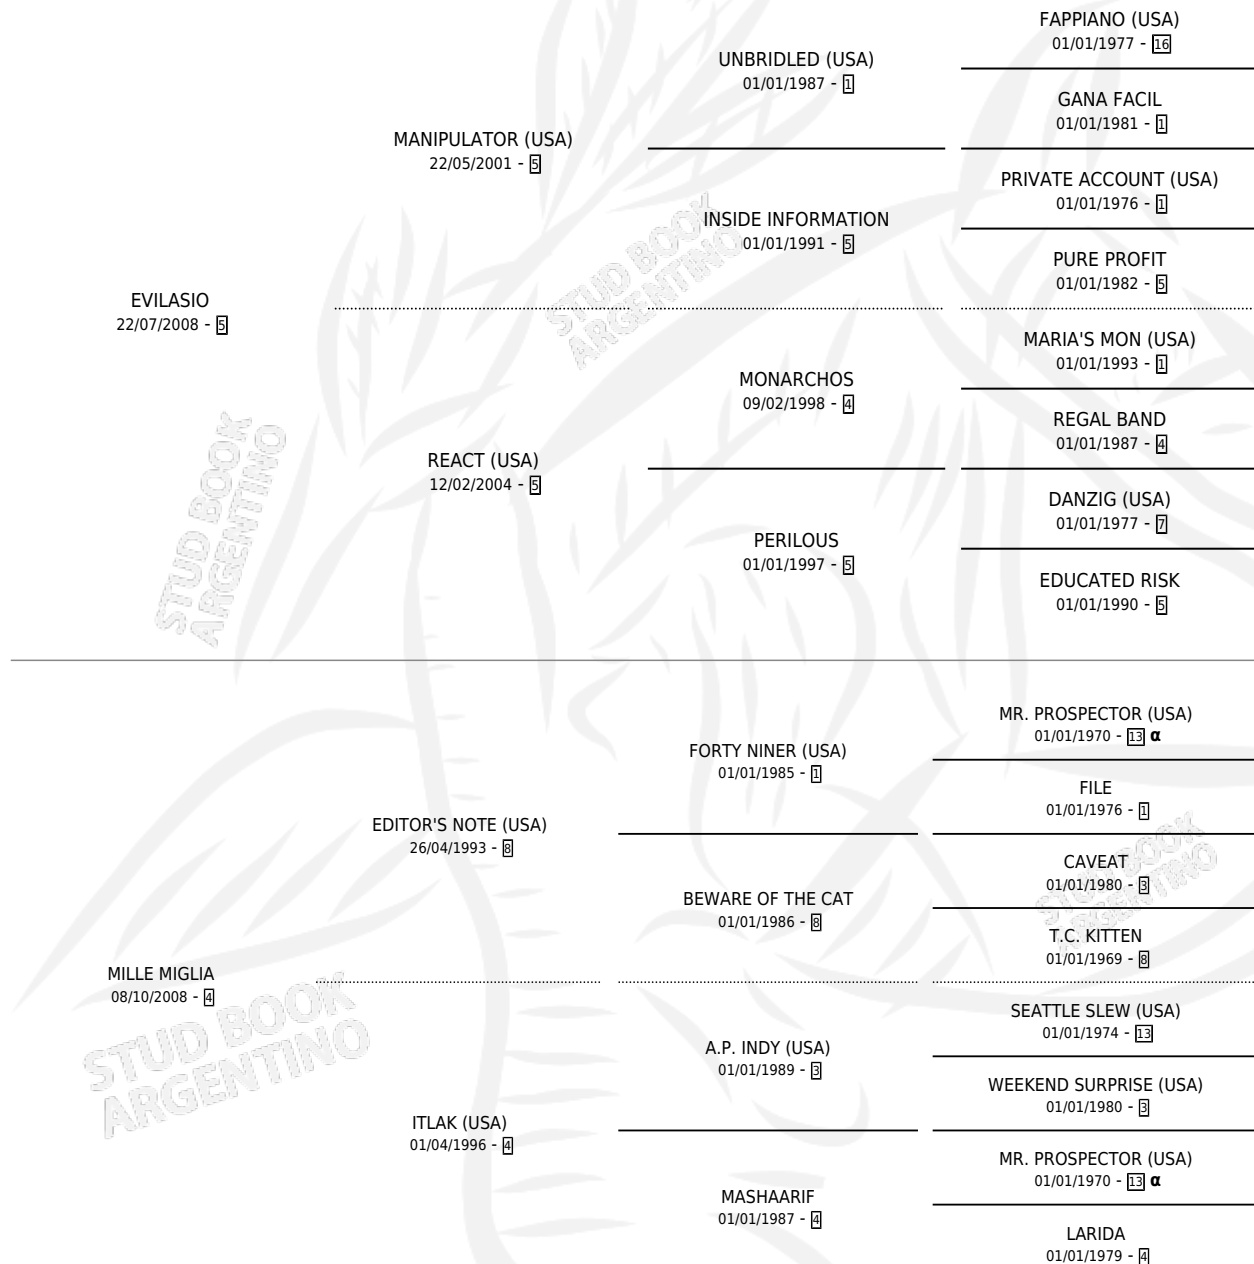 FAPPIANO (USA)
01/01/1977 - 16
UNBRIDLED (USA)
01/01/1987 - 1
GANA FACIL
01/01/1981 - 1
MANIPULATOR (USA)
22/05/2001 - 5
PRIVATE ACCOUNT (USA)
01/01/1976 - 1
INSIDE INFORMATION
01/01/1991 - 5
PURE PROFIT
01/01/1982 - 5
EVILASIO
22/07/2008 - 5
MARIA'S MON (USA)
01/01/1993 - 1
MONARCHOS
09/02/1998 - 4
REGAL BAND
01/01/1987 - 4
REACT (USA)
12/02/2004 - 5
DANZIG (USA)
01/01/1977 - 7
PERILOUS
01/01/1997 - 5
EDUCATED RISK
01/01/1990 - 5
STUD BOOK
ARGENTINO
STUD BOOK
ARGENTINO
MR. PROSPECTOR (USA)
01/01/1970 - 13 α
FORTY NINER (USA)
01/01/1985 - 1
FILE
01/01/1976 - 1
EDITOR'S NOTE (USA)
26/04/1993 - 8
CAVEAT
01/01/1980 - 3
BEWARE OF THE CAT
01/01/1986 - 8
T.C. KITTEN
01/01/1969 - 8
STUD BOOK
ARGENTINO
MILLE MIGLIA
08/10/2008 - 4
STUD BOOK
ARGENTINO
SEATTLE SLEW (USA)
01/01/1974 - 13
A.P. INDY (USA)
01/01/1989 - 3
WEEKEND SURPRISE (USA)
01/01/1980 - 3
ITLAK (USA)
01/04/1996 - 4
MR. PROSPECTOR (USA)
01/01/1970 - 13 α
MASHAARIF
01/01/1987 - 4
LARIDA
01/01/1979 - 4